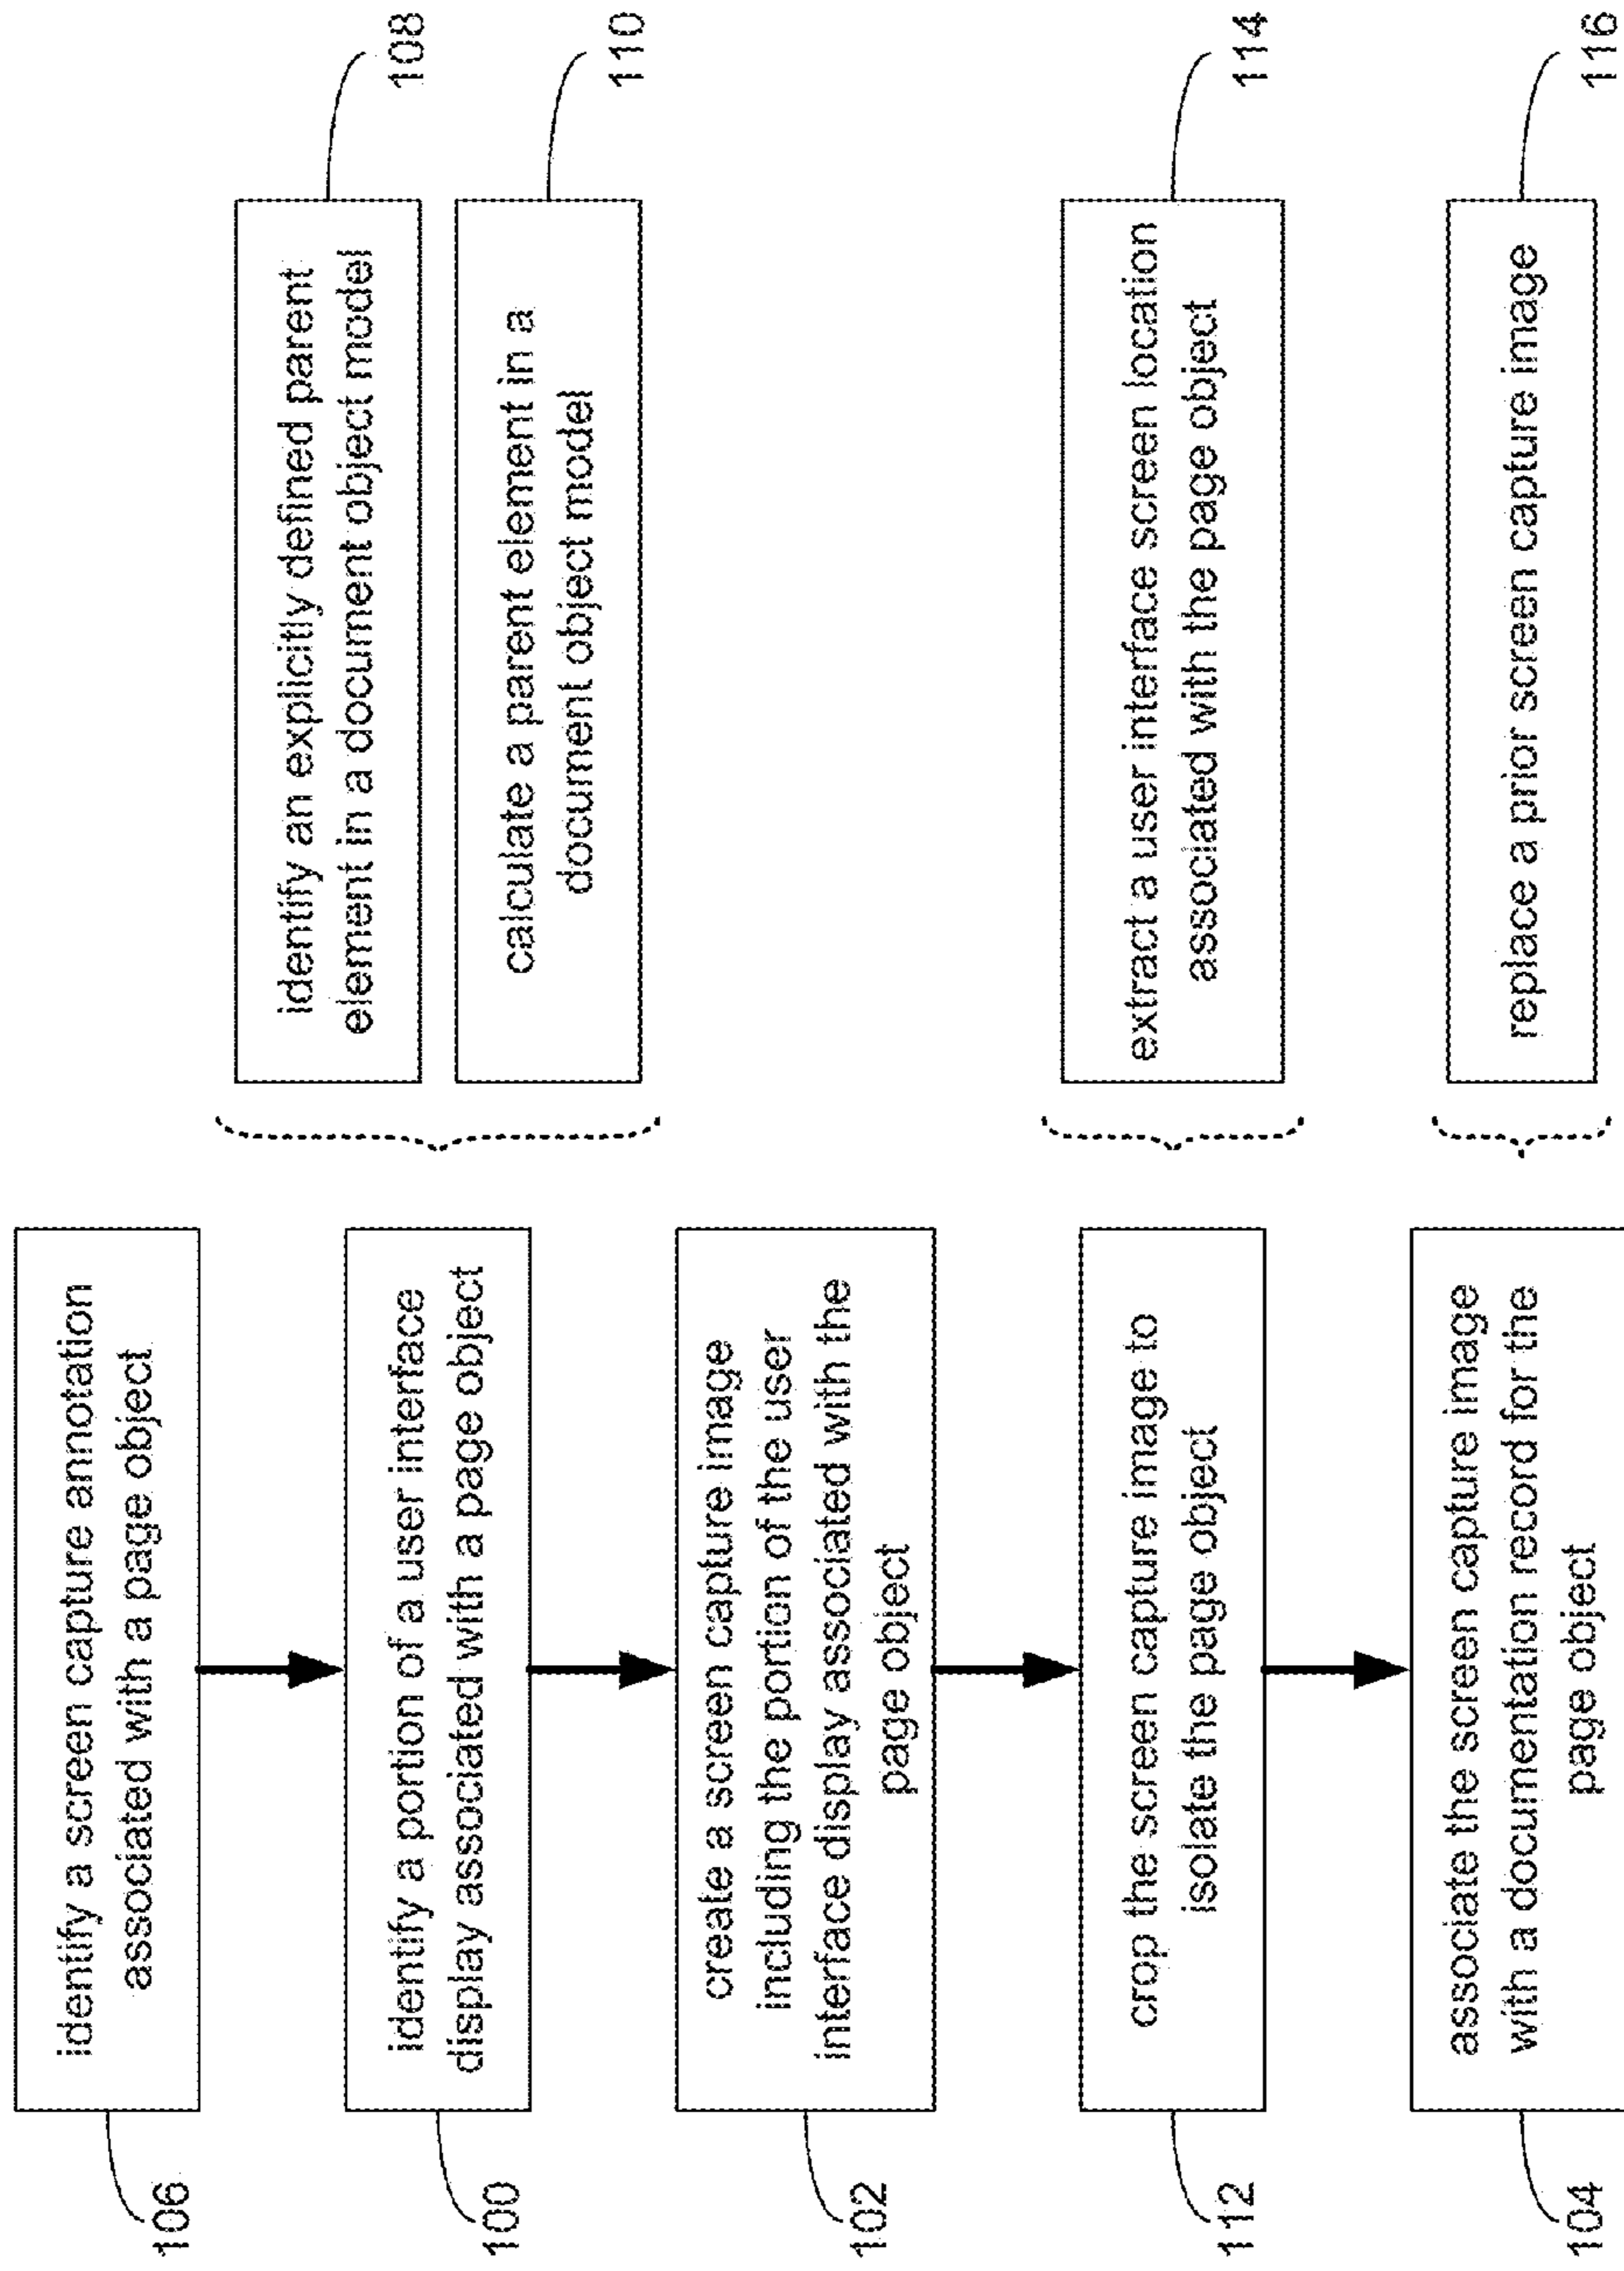 106
identify a screen capture annotation
associated with a page object
100
identify a portion of a user interface
display associated with a page object
identify an explicitly defined parent
element in a document object model
108
calculate a parent element in a
document object model
110
102
create a screen capture image
including the portion of the user
interface display associated with the
page object
112
crop the screen capture image to
isolate the page object
extract a user interface screen location
associated with the page object
114
104
associate the screen capture image
with a documentation record for the
page object
replace a prior screen capture image
116